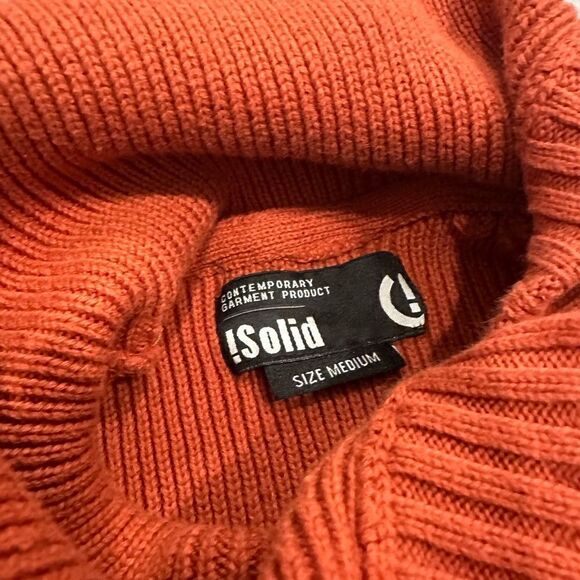 CONTEMPORARY
GARMENT PRODUCT
!Solid
SIZE MEDIUM